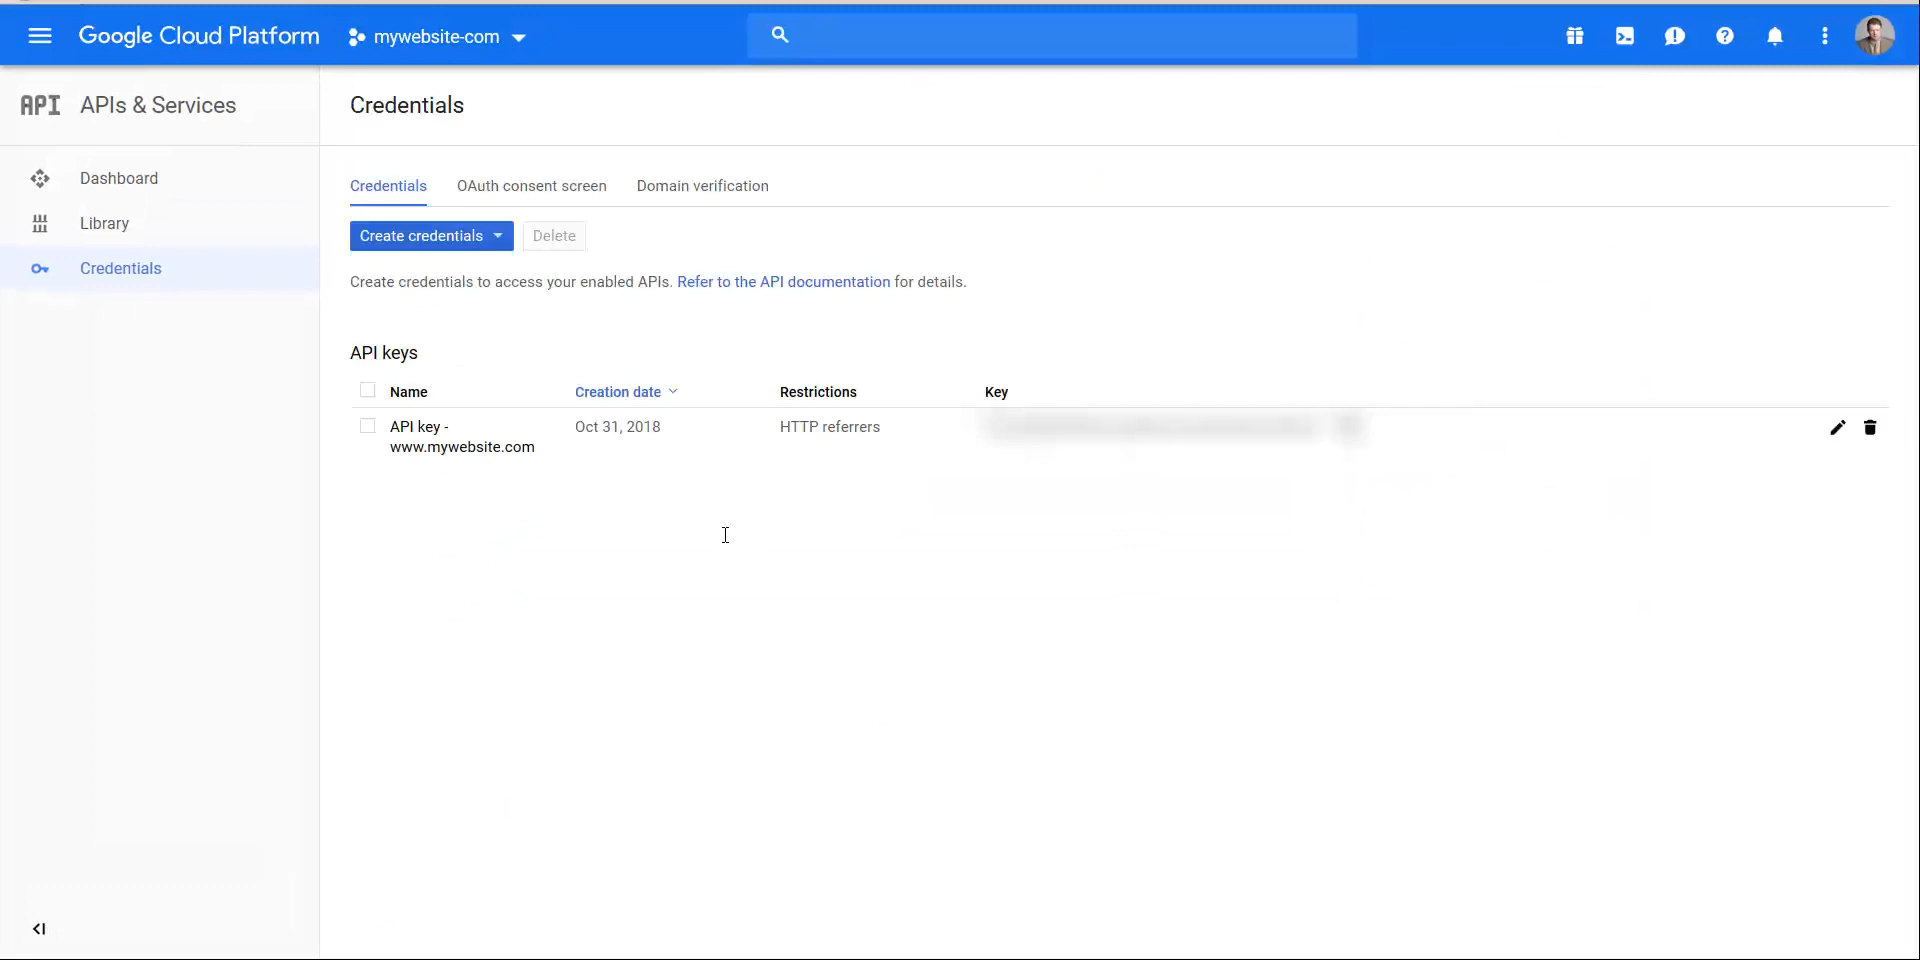 Google Cloud Platform
mywebsite-com
API
APIs & Services
Credentials
Dashboard
Library
Credentials
Credentials
OAuth consent screen
Domain verification
Create credentials
Delete
Create credentials to access your enabled APIs. Refer to the API documentation for details.
API keys
Name
Creation date
Restrictions
Key
API key -
www.mywebsite.com
Oct 31, 2018
HTTP referrers